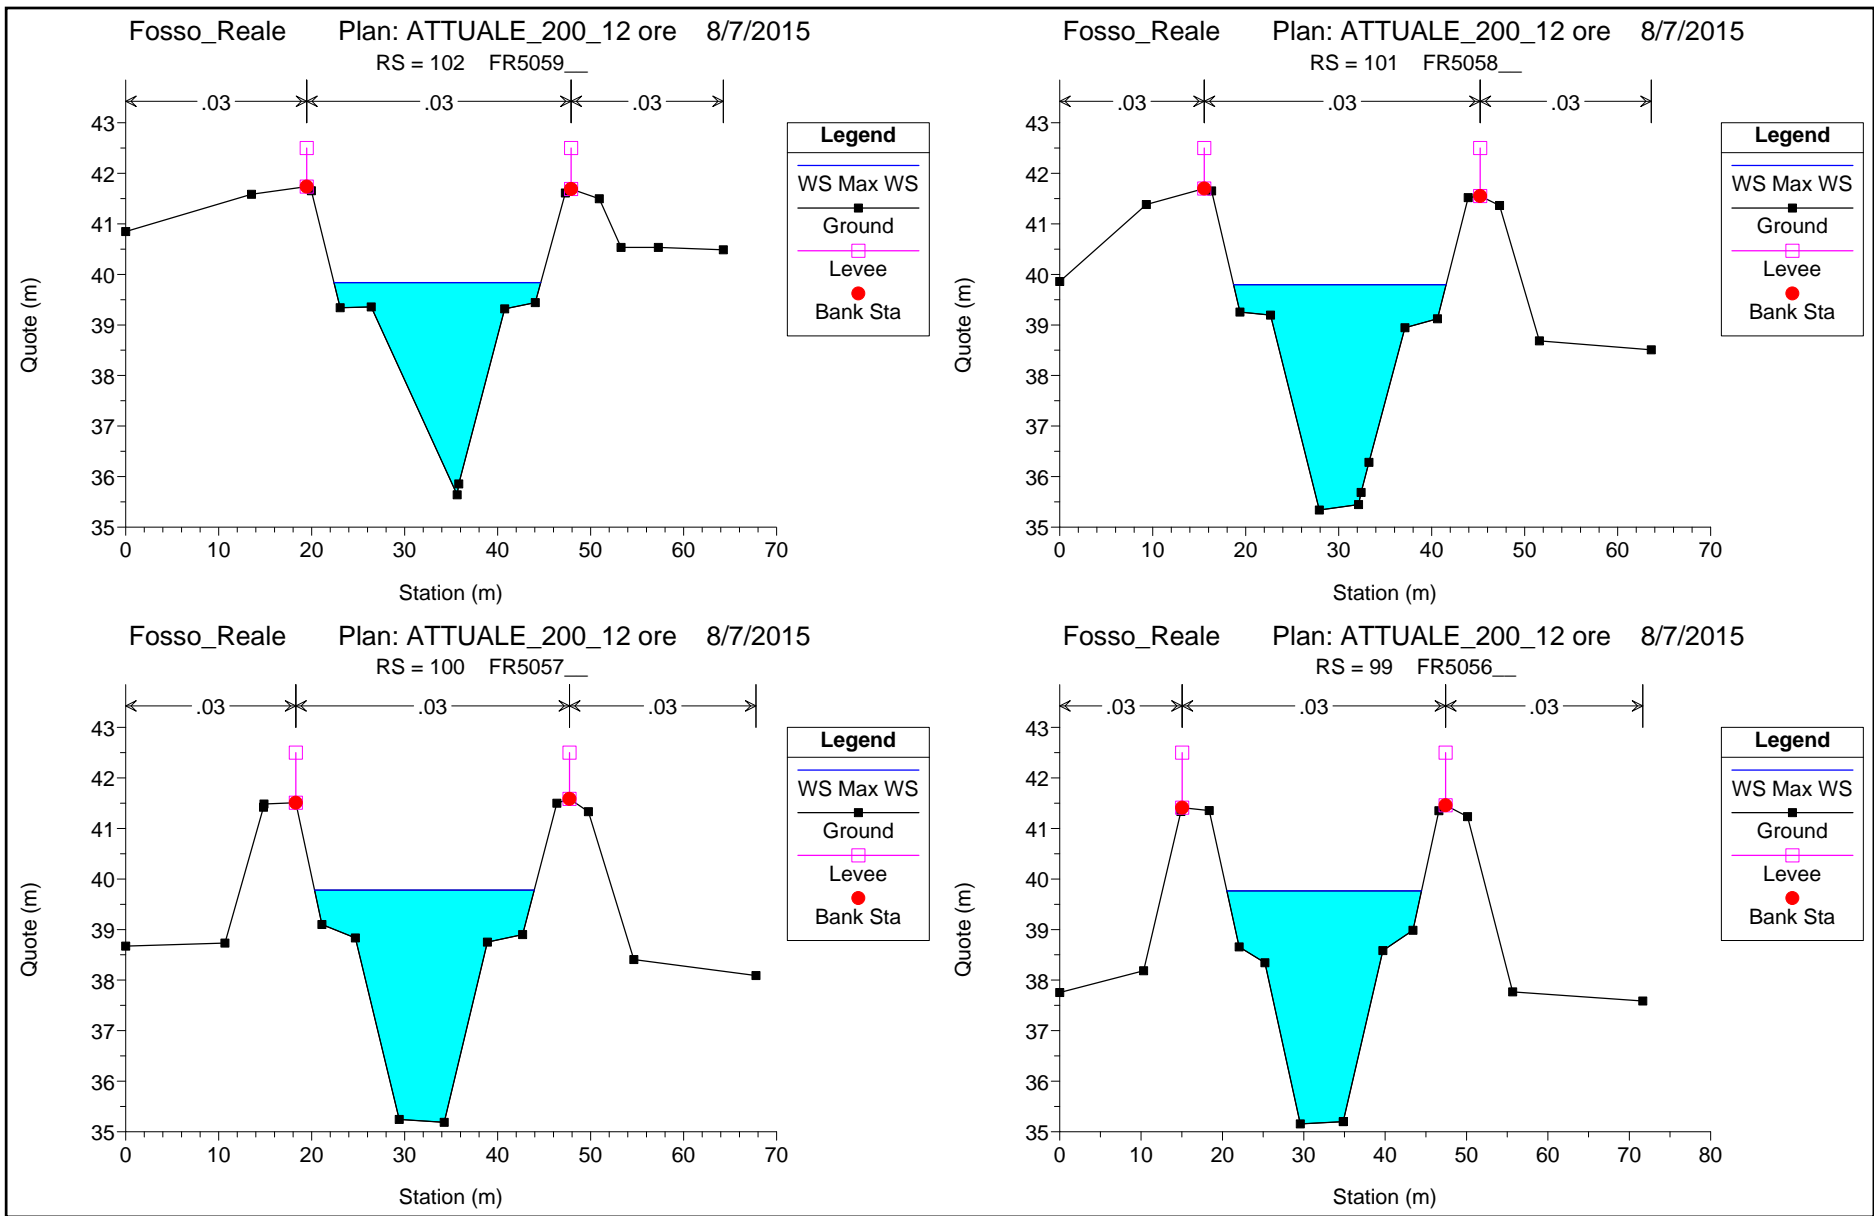 Fosso_Reale Plan: ATTUALE_200_12 ore 8/7/2015
RS = 102 FR5059__
.03 .03 .03
43
42
41
40
39
38
37
36
35
Quote (m)
0 10 20 30 40 50 60 70
Station (m)
Legend
WS Max WS
Ground
Levee
Bank Sta
Fosso_Reale Plan: ATTUALE_200_12 ore 8/7/2015
RS = 101 FR5058__
.03 .03 .03
43
42
41
40
39
38
37
36
35
Quote (m)
0 10 20 30 40 50 60 70
Station (m)
Legend
WS Max WS
Ground
Levee
Bank Sta
Fosso_Reale Plan: ATTUALE_200_12 ore 8/7/2015
RS = 100 FR5057__
.03 .03 .03
43
42
41
40
39
38
37
36
35
Quote (m)
0 10 20 30 40 50 60 70
Station (m)
Legend
WS Max WS
Ground
Levee
Bank Sta
Fosso_Reale Plan: ATTUALE_200_12 ore 8/7/2015
RS = 99 FR5056__
.03 .03 .03
43
42
41
40
39
38
37
36
35
Quote (m)
0 10 20 30 40 50 60 70 80
Station (m)
Legend
WS Max WS
Ground
Levee
Bank Sta